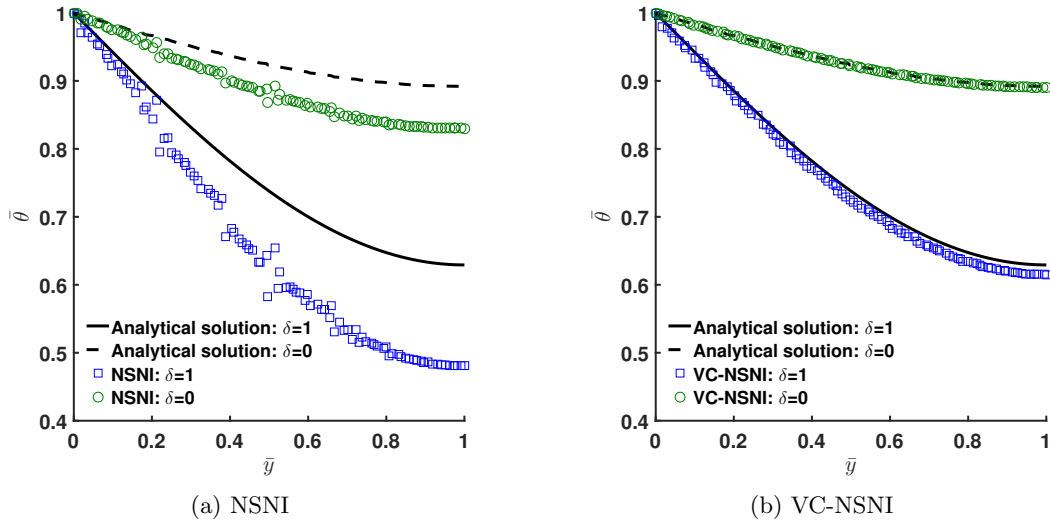 1
0.9
0.8
0.7
0.6
0.5
0.4
θ̄
0 0.2 0.4 0.6 0.8 1
ȳ
Analytical solution: δ=1
Analytical solution: δ=0
NSNI: δ=1
NSNI: δ=0
(a) NSNI
1
0.9
0.8
0.7
0.6
0.5
0.4
θ̄
0 0.2 0.4 0.6 0.8 1
ȳ
Analytical solution: δ=1
Analytical solution: δ=0
VC-NSNI: δ=1
VC-NSNI: δ=0
(b) VC-NSNI